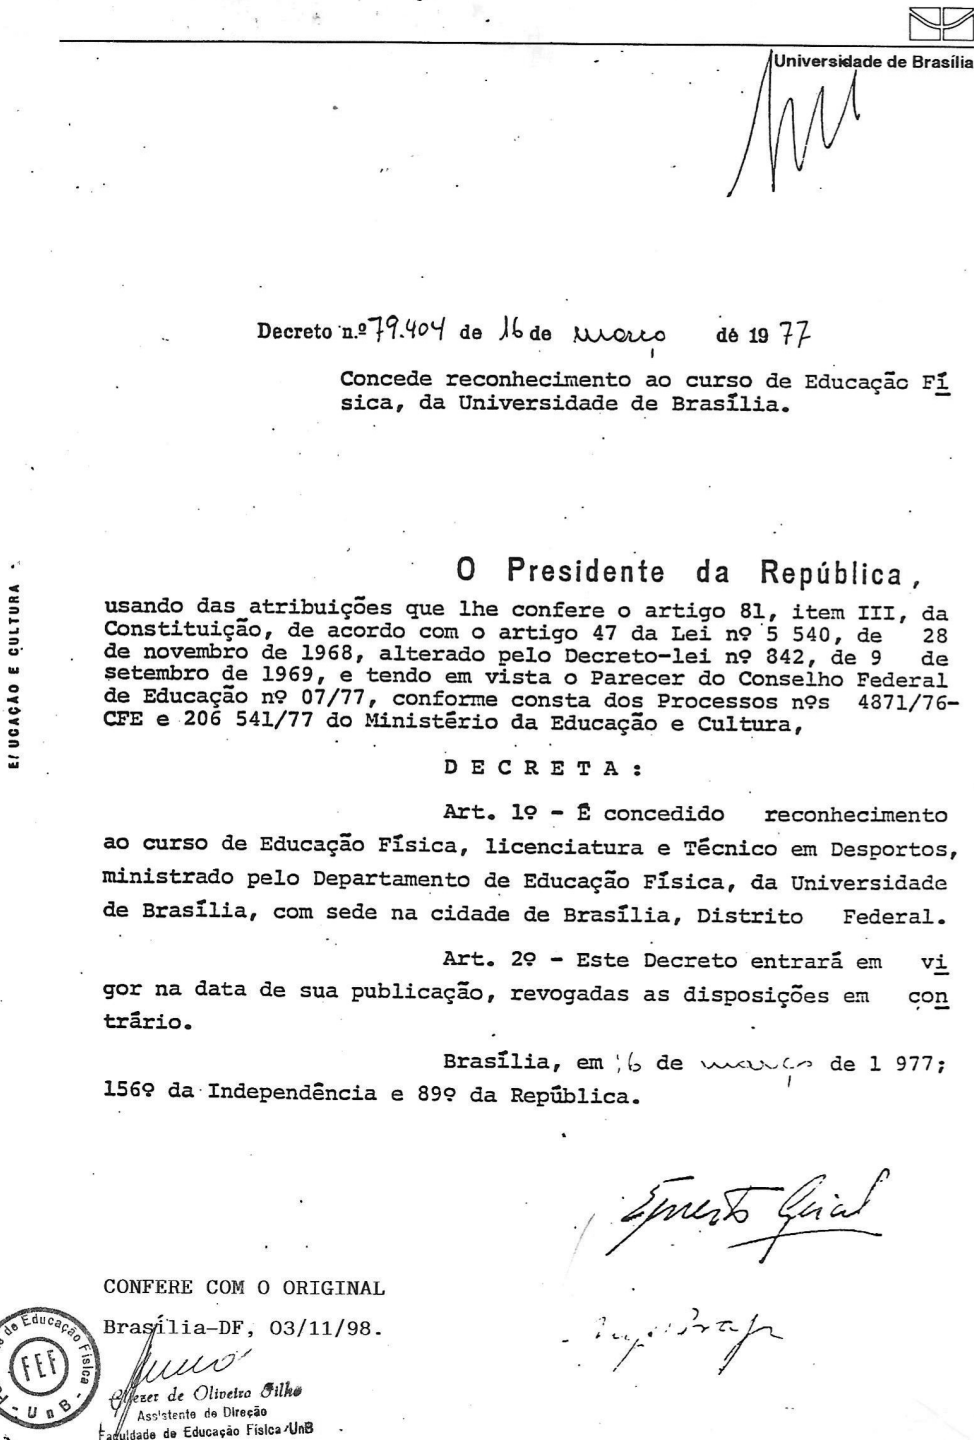 Universidade de Brasília
Decreto n.º 79.404 de 16 de março de 1977
Concede reconhecimento ao curso de Educação Fí
sica, da Universidade de Brasília.
O Presidente da República,
usando das atribuições que lhe confere o artigo 81, item III, da
Constituição, de acordo com o artigo 47 da Lei nº 5 540, de 28
de novembro de 1968, alterado pelo Decreto-lei nº 842, de 9 de
setembro de 1969, e tendo em vista o Parecer do Conselho Federal
de Educação nº 07/77, conforme consta dos Processos nºs 4871/76-
CFE e 206 541/77 do Ministério da Educação e Cultura,
D E C R E T A :
Art. 1º - É concedido reconhecimento
ao curso de Educação Física, licenciatura e Técnico em Desportos,
ministrado pelo Departamento de Educação Física, da Universidade
de Brasília, com sede na cidade de Brasília, Distrito Federal.
Art. 2º - Este Decreto entrará em vi
gor na data de sua publicação, revogadas as disposições em con
trário.
Brasília, em 16 de março de 1 977;
156º da Independência e 89º da República.
Ernesto Geisel
CONFERE COM O ORIGINAL
Brasília-DF, 03/11/98.
de Oliveira Filho
Assistente de Direção
Faculdade de Educação Física/UnB
de Educação Física
FEF
UnB
EDUCAÇÃO E CULTURA